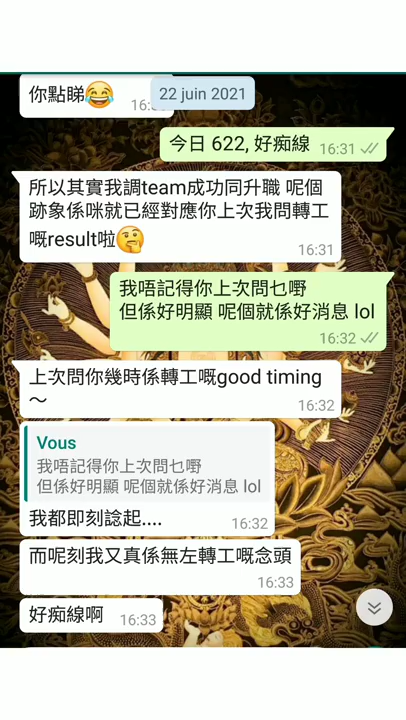 你點睇😂
22 juin 2021
今日 622, 好痴線 16:31
所以其實我調team成功同升職 呢個
跡象係咪就已經對應你上次我問轉工
嘅result啦🤔
16:31
我唔記得你上次問乜嘢
但係好明顯 呢個就係好消息 lol
16:32
上次問你幾時係轉工嘅good timing
～
16:32
Vous
我唔記得你上次問乜嘢
但係好明顯 呢個就係好消息 lol
我都即刻諗起.... 16:32
而呢刻我又真係無左轉工嘅念頭
16:33
好痴線啊 16:33